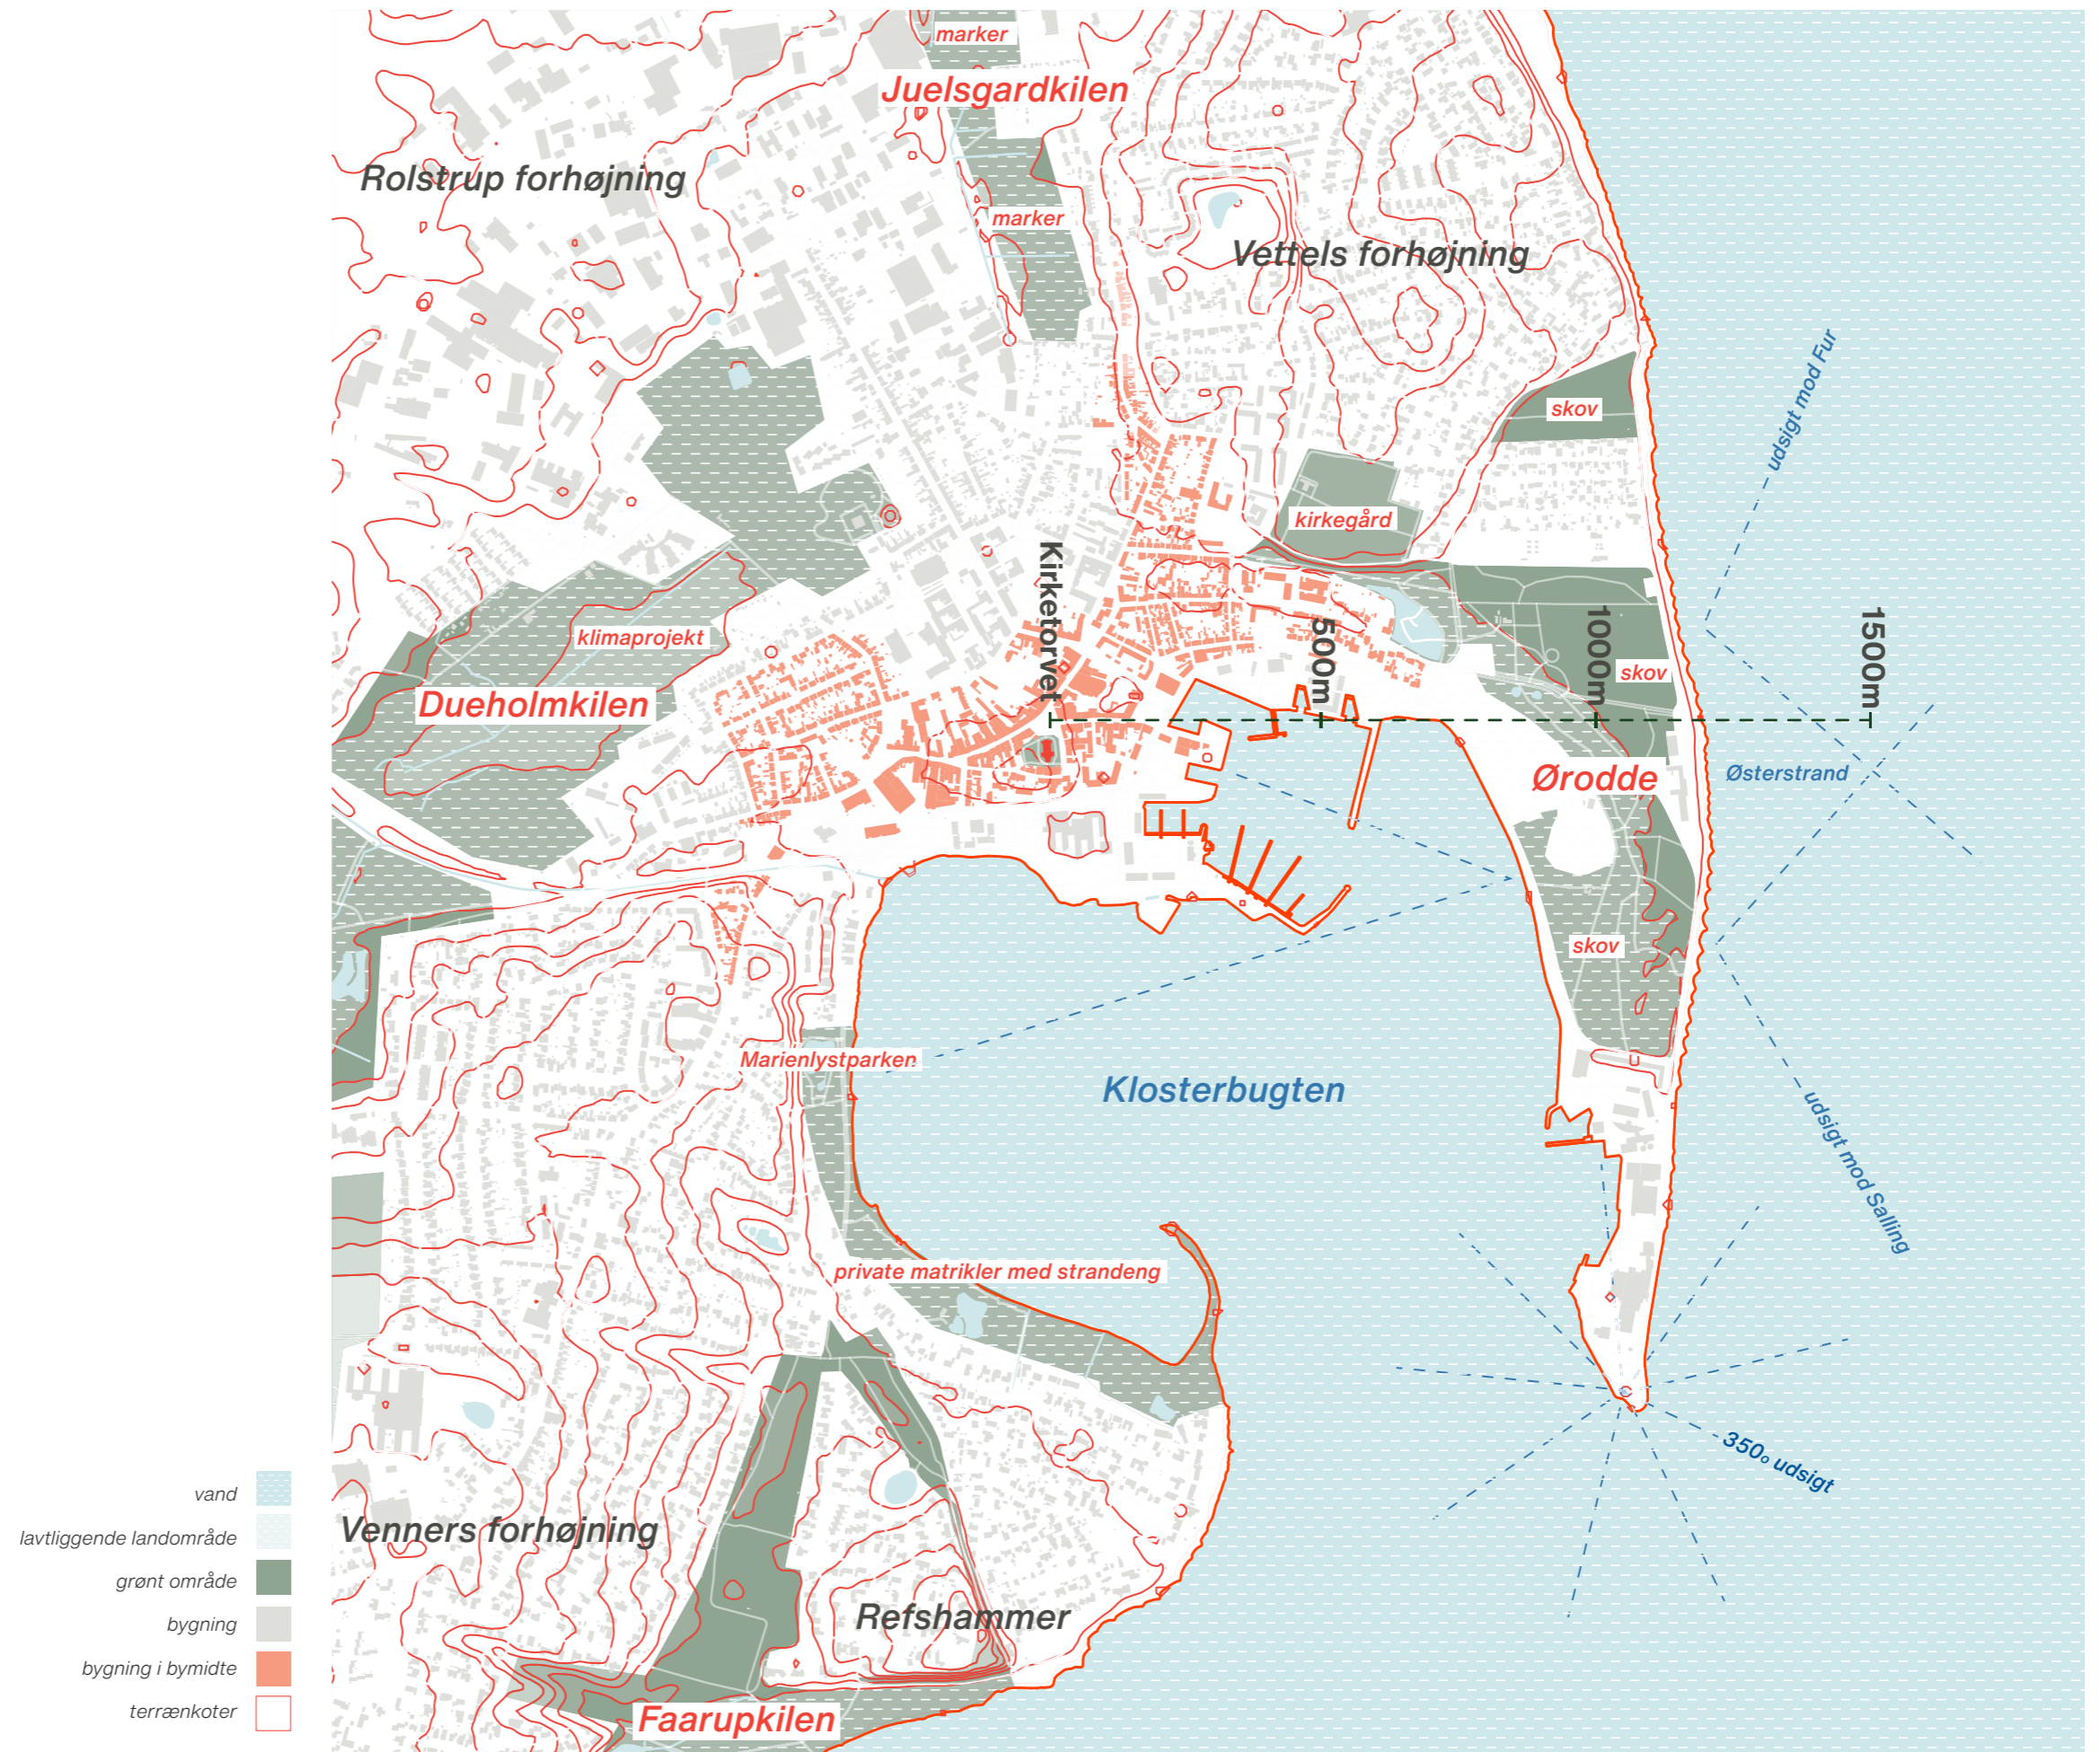 marker
Juelsgardkilen
Rolstrup forhøjning
marker
Vettels forhøjning
udsigt mod Fur
skov
kirkegård
Kirketorvet
500m
1000m
1500m
klimaprojekt
skov
Dueholmkilen
Ørodde
Østerstrand
skov
Marienlystparken
Klosterbugten
udsigt mod Salling
private matrikler med strandeng
350o udsigt
vand
Venners forhøjning
lavtliggende landområde
grønt område
bygning
Refshammer
bygning i bymidte
terrænkoter
Faarupkilen